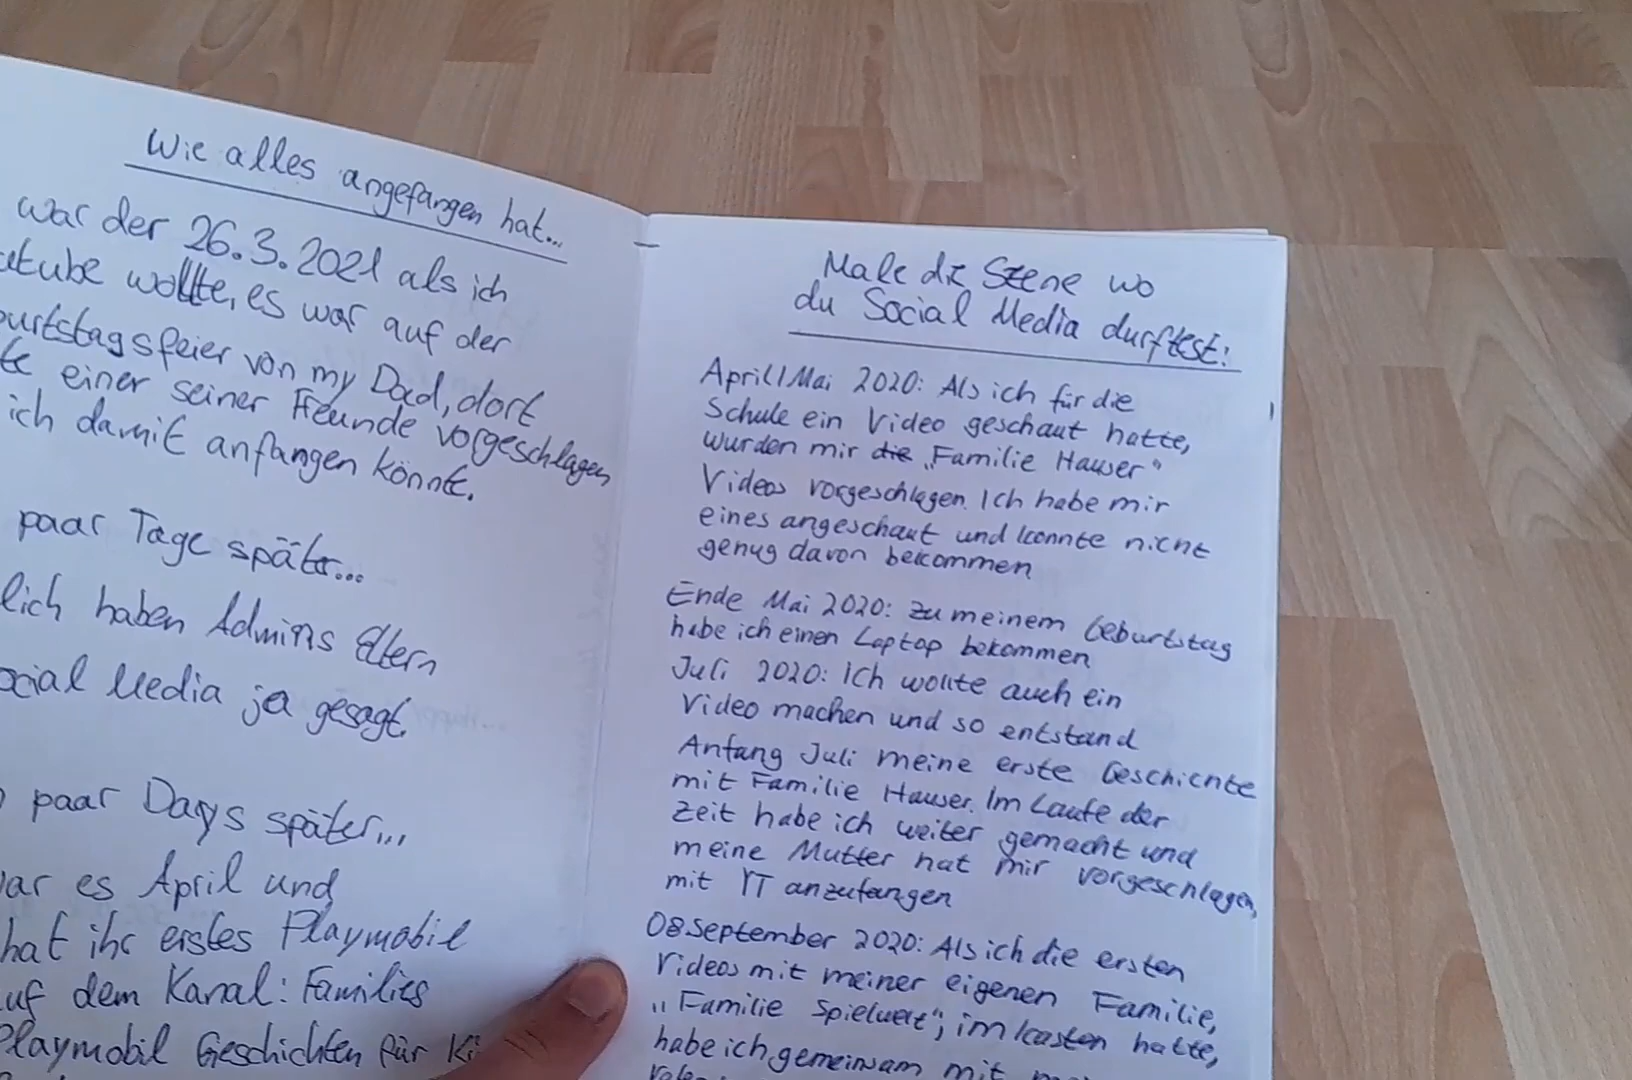 Wie alles angefangen hat...
war der 26.3.2021 als ich
wollte, es war auf der
von my Dad, dort
einer seiner Freunde vorgeschlagen
ich damit anfangen könnte.
paar Tage später...
haben Admins Eltern
Media ja gesagt.
paar Days später...
es April und
hat ihr erstes Playmobil
auf dem Kanal: Families
Playmobil Geschichten für
Male die Szene wo
du Social Media durftest:
April/Mai 2020: Als ich für die
Schule ein Video geschaut hatte,
wurden mir die „Familie Hauser"
Videos vorgeschlagen. Ich habe mir
eines angeschaut und konnte nicht
genug davon bekommen
Ende Mai 2020: zu meinem Geburtstag
habe ich einen Laptop bekommen
Juli 2020: Ich wollte auch ein
Video machen und so entstand
Anfang Juli meine erste Geschichte
mit Familie Hauser. Im Laufe der
Zeit habe ich weiter gemacht und
meine Mutter hat mir vorgeschlagen,
mit YT anzufangen
08.September 2020: Als ich die ersten
Videos mit meiner eigenen Familie,
„Familie Spielwelt", im kasten hatte,
habe ich, gemeinsam mit